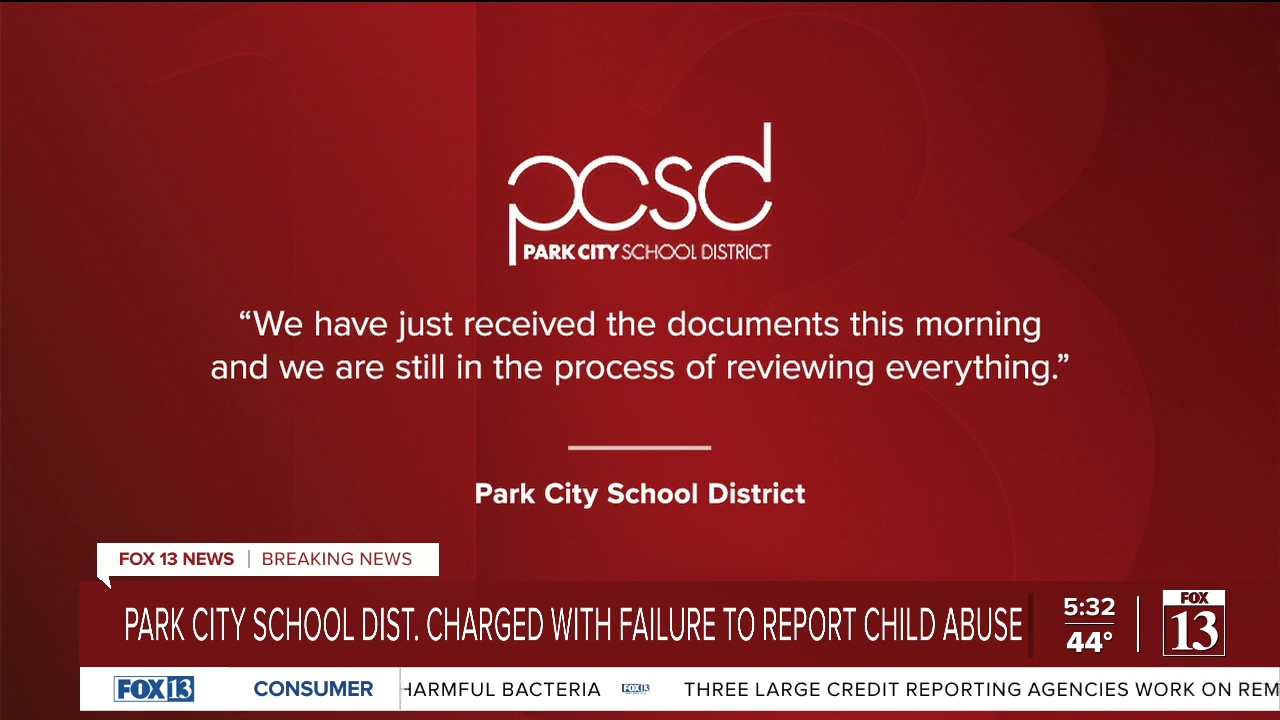 pcsd
PARK CITY SCHOOL DISTRICT
“We have just received the documents this morning
and we are still in the process of reviewing everything.”
Park City School District
FOX 13 NEWS | BREAKING NEWS
PARK CITY SCHOOL DIST. CHARGED WITH FAILURE TO REPORT CHILD ABUSE
5:32
44°
FOX
13
FOX 13 CONSUMER HARMFUL BACTERIA FOX 13 THREE LARGE CREDIT REPORTING AGENCIES WORK ON REM